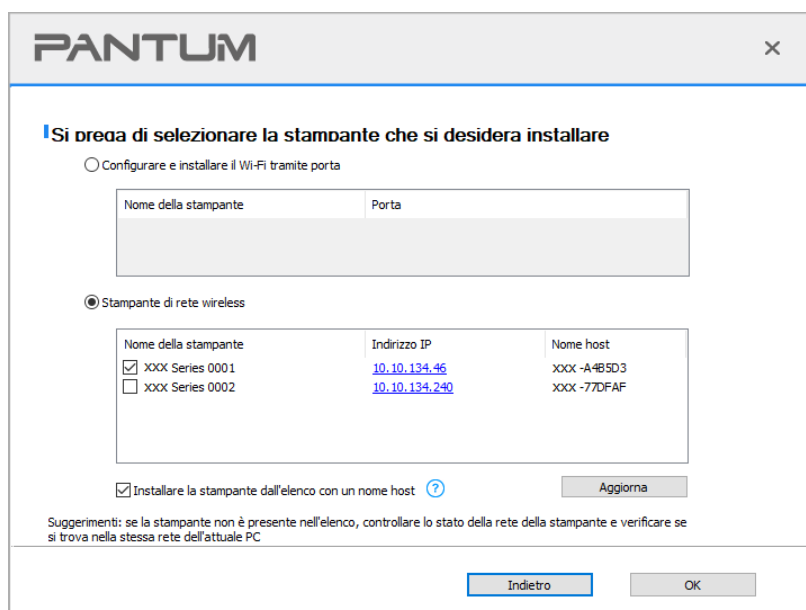 PANTUM
Si prega di selezionare la stampante che si desidera installare
Configurare e installare il Wi-Fi tramite porta
Nome della stampante Porta
Stampante di rete wireless
Nome della stampante Indirizzo IP Nome host
XXX Series 0001 10.10.134.46 XXX -A4B5D3
XXX Series 0002 10.10.134.240 XXX -77DFAF
Installare la stampante dall'elenco con un nome host ? Aggiorna
Suggerimenti: se la stampante non è presente nell'elenco, controllare lo stato della rete della stampante e verificare se
si trova nella stessa rete dell'attuale PC
Indietro OK